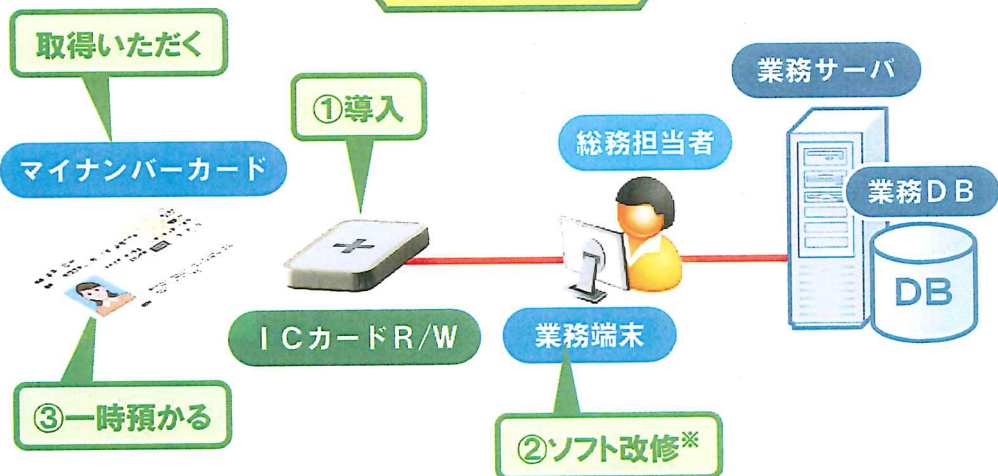 取得いただく
①導入
業務サーバ
マイナンバーカード
総務担当者
業務DB
DB
ICカードR/W
業務端末
③一時預かる
②ソフト改修※